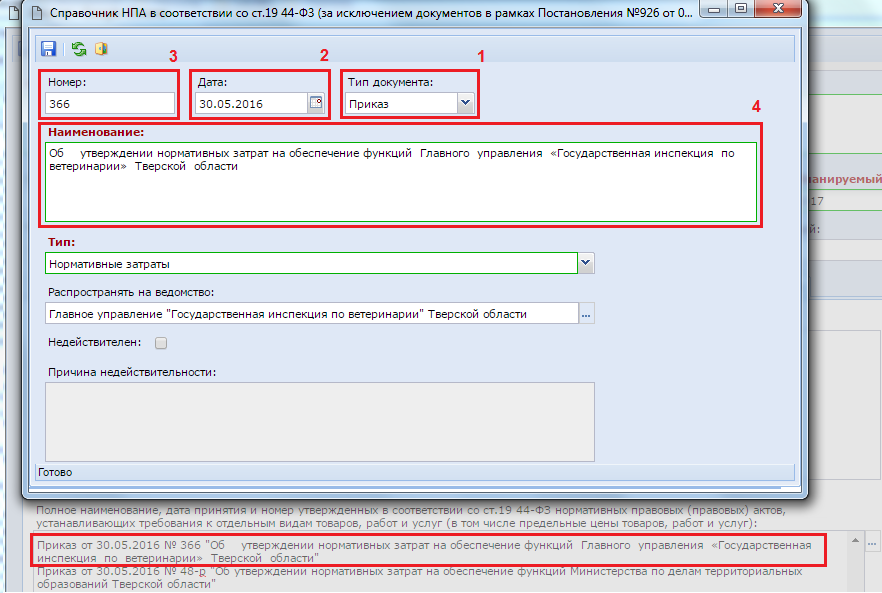 Справочник НПА в соответствии со ст.19 44-ФЗ (за исключением документов в рамках Постановления №926 от 0...
3
2
1
4
Номер:
Дата:
Тип документа:
366
30.05.2016
Приказ
Наименование:
Об утверждении нормативных затрат на обеспечение функций Главного управления «Государственная инспекция по
ветеринарии» Тверской области
анируемый
17
й:
Тип:
Нормативные затраты
Распространять на ведомство:
Главное управление "Государственная инспекция по ветеринарии" Тверской области
...
Недействителен:
Причина недействительности:
Готово
Полное наименование, дата принятия и номер утвержденных в соответствии со ст.19 44-ФЗ нормативных правовых (правовых) актов,
устанавливающих требования к отдельным видам товаров, работ и услуг (в том числе предельные цены товаров, работ и услуг):
Приказ от 30.05.2016 № 366 "Об утверждении нормативных затрат на обеспечение функций Главного управления «Государственная
инспекция по ветеринарии» Тверской области"
...
Приказ от 30.05.2016 № 48-р "Об утверждении нормативных затрат на обеспечение функций Министерства по делам территориальных
образований Тверской области"